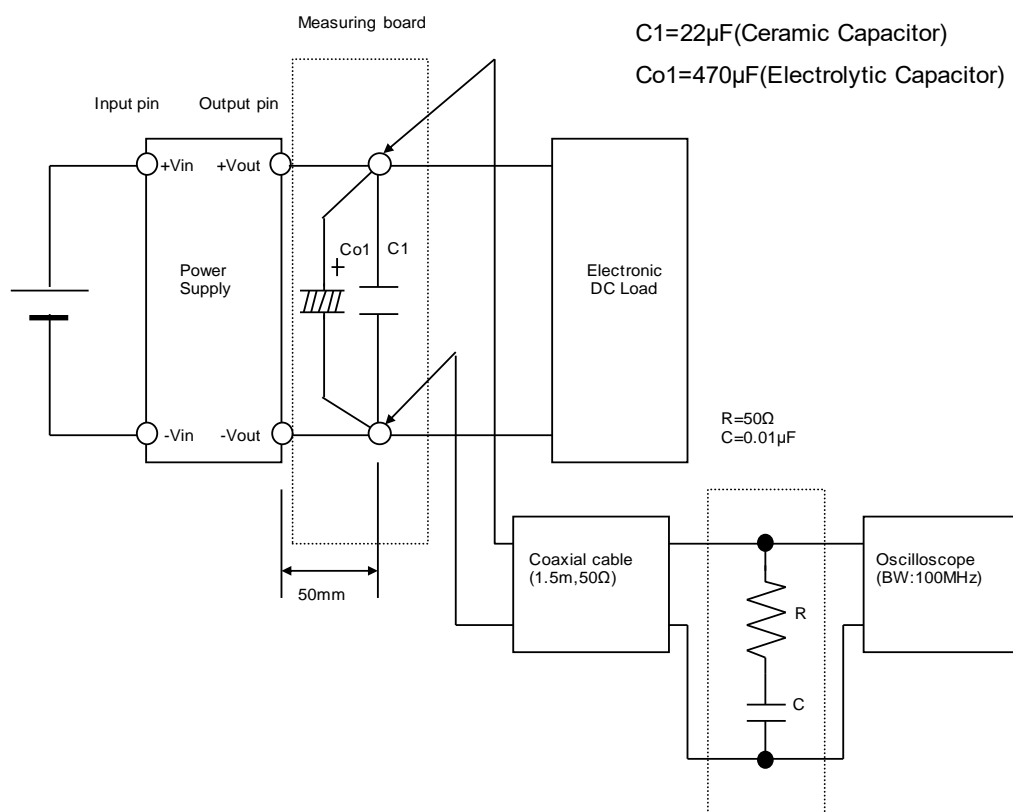 Measuring board
C1=22μF(Ceramic Capacitor)
Co1=470μF(Electrolytic Capacitor)
Input pin
Output pin
+Vin
+Vout
Co1
C1
+
Power
Supply
Electronic
DC Load
-Vin
-Vout
R=50Ω
C=0.01μF
50mm
Coaxial cable
(1.5m,50Ω)
Oscilloscope
(BW:100MHz)
R
C